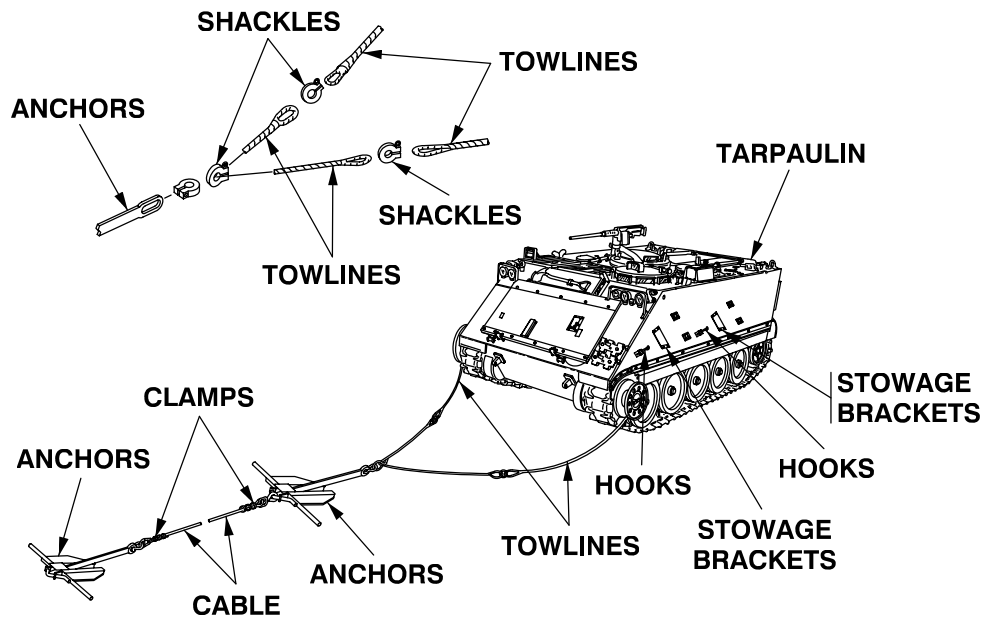 SHACKLES
TOWLINES
ANCHORS
TARPAULIN
SHACKLES
TOWLINES
STOWAGE
BRACKETS
CLAMPS
ANCHORS
HOOKS
HOOKS
STOWAGE
BRACKETS
TOWLINES
ANCHORS
CABLE